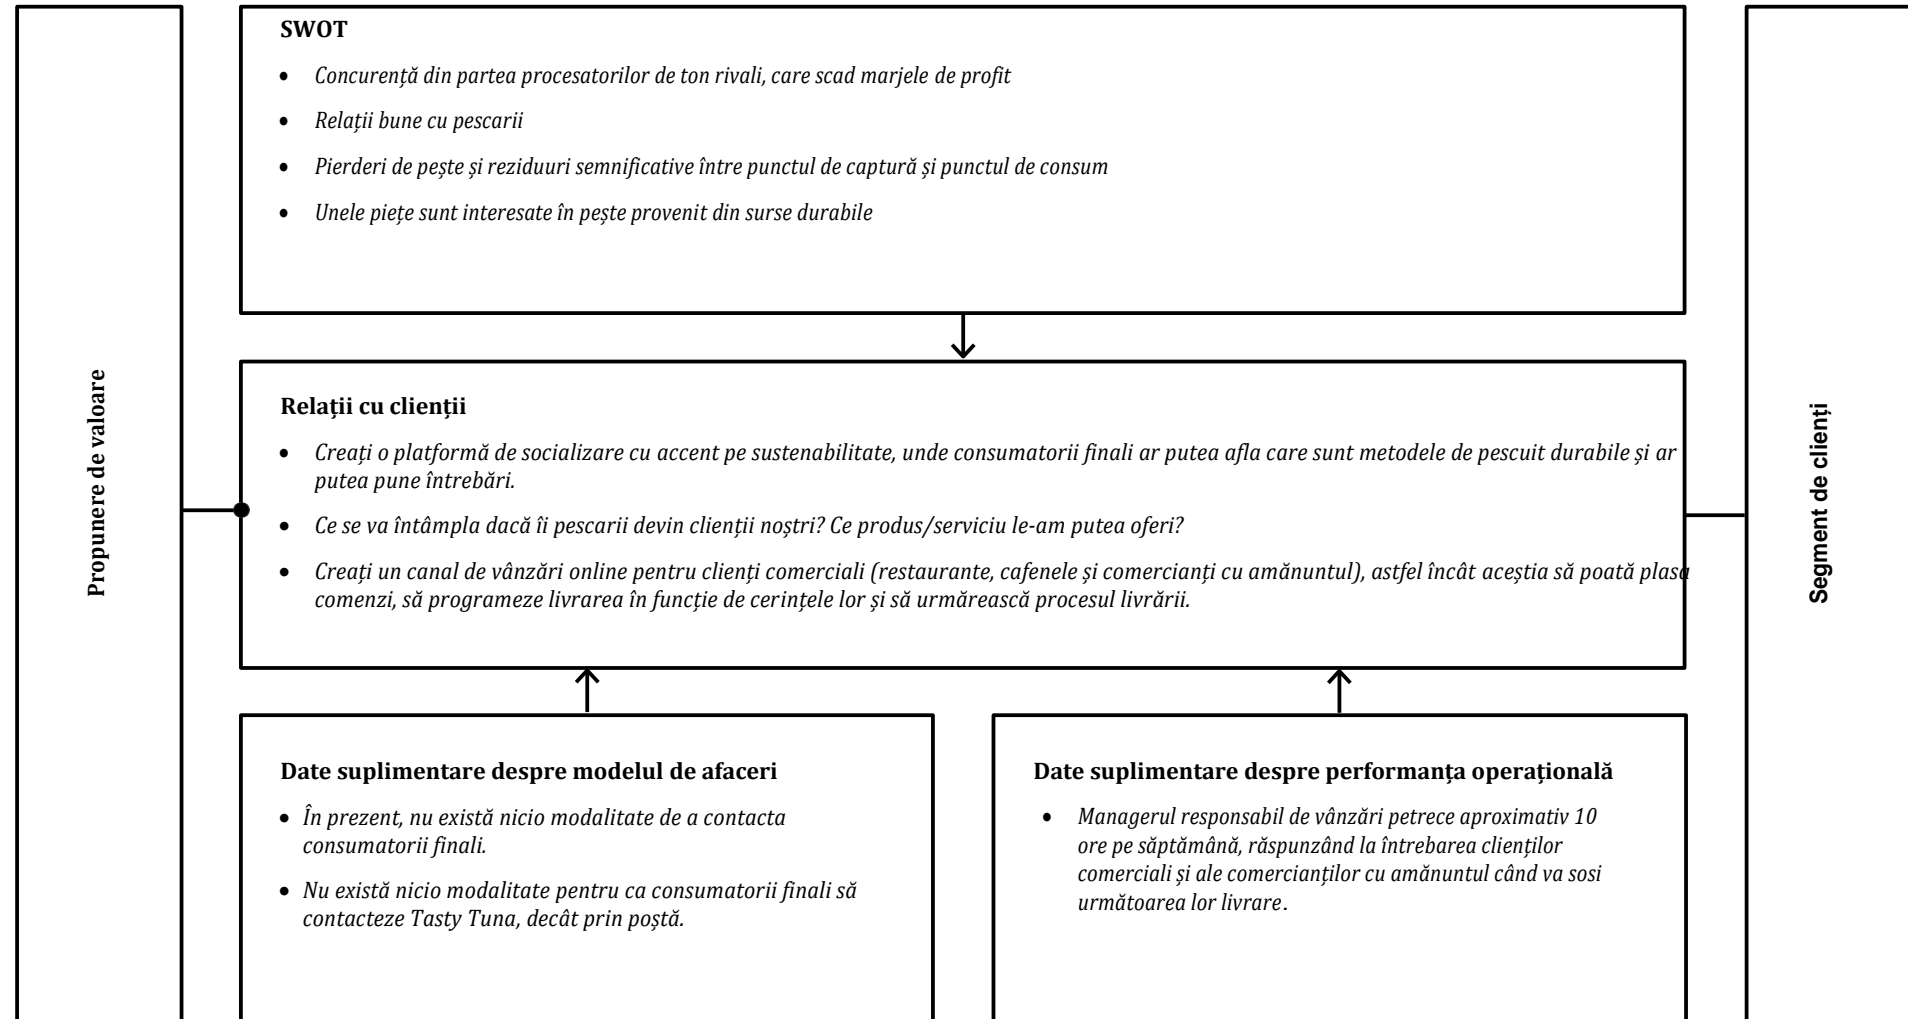 SWOT
• Concurență din partea procesatorilor de ton rivali, care scad marjele de profit
• Relații bune cu pescarii
• Pierderi de pește și reziduuri semnificative între punctul de captură și punctul de consum
• Unele piețe sunt interesate în pește provenit din surse durabile
Propunere de valoare
Relații cu clienții
• Creați o platformă de socializare cu accent pe sustenabilitate, unde consumatorii finali ar putea afla care sunt metodele de pescuit durabile și ar
putea pune întrebări.
• Ce se va întâmpla dacă îi pescarii devin clienții noștri? Ce produs/serviciu le-am putea oferi?
• Creați un canal de vânzări online pentru clienți comerciali (restaurante, cafenele și comercianți cu amănuntul), astfel încât aceștia să poată plasa
comenzi, să programeze livrarea în funcție de cerințele lor și să urmărească procesul livrării.
Segment de clienți
Date suplimentare despre modelul de afaceri
• În prezent, nu există nicio modalitate de a contacta
consumatorii finali.
• Nu există nicio modalitate pentru ca consumatorii finali să
contacteze Tasty Tuna, decât prin poștă.
Date suplimentare despre performanța operațională
• Managerul responsabil de vânzări petrece aproximativ 10
ore pe săptămână, răspunzând la întrebarea clienților
comerciali și ale comercianților cu amănuntul când va sosi
următoarea lor livrare.